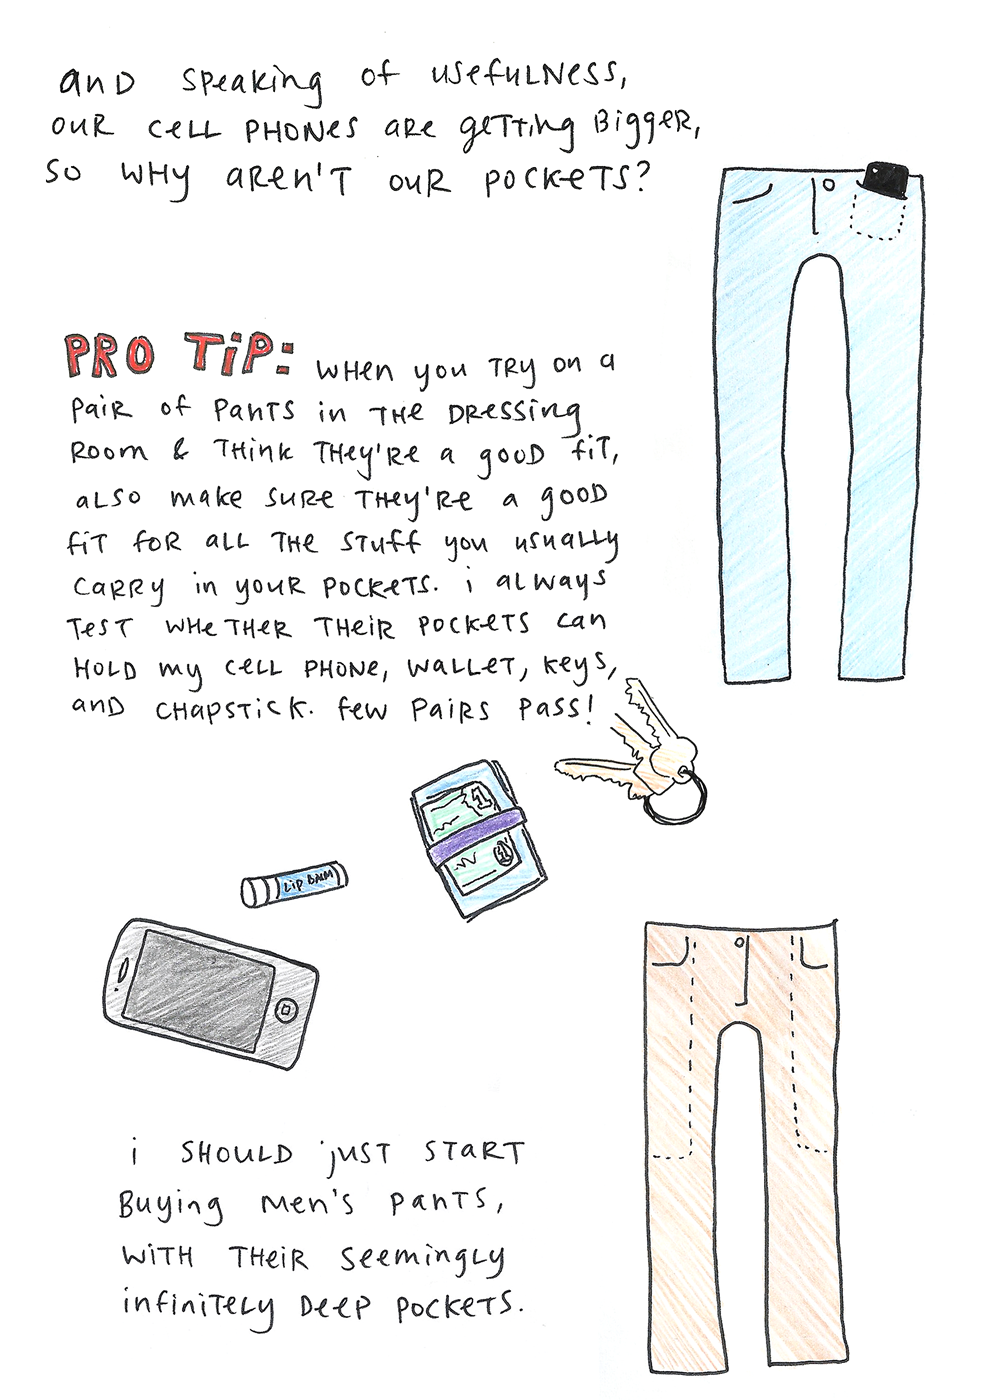 and speaking of usefulness,
our cell phones are getting bigger,
so why aren't our pockets?
PRO TIP: when you try on a
pair of pants in the dressing
room & think they're a good fit,
also make sure they're a good
fit for all the stuff you usually
carry in your pockets. i always
test whether their pockets can
hold my cell phone, wallet, keys,
and chapstick. few pairs pass!
1
1
LIP BALM
i should just start
buying men's pants,
with their seemingly
infinitely deep pockets.